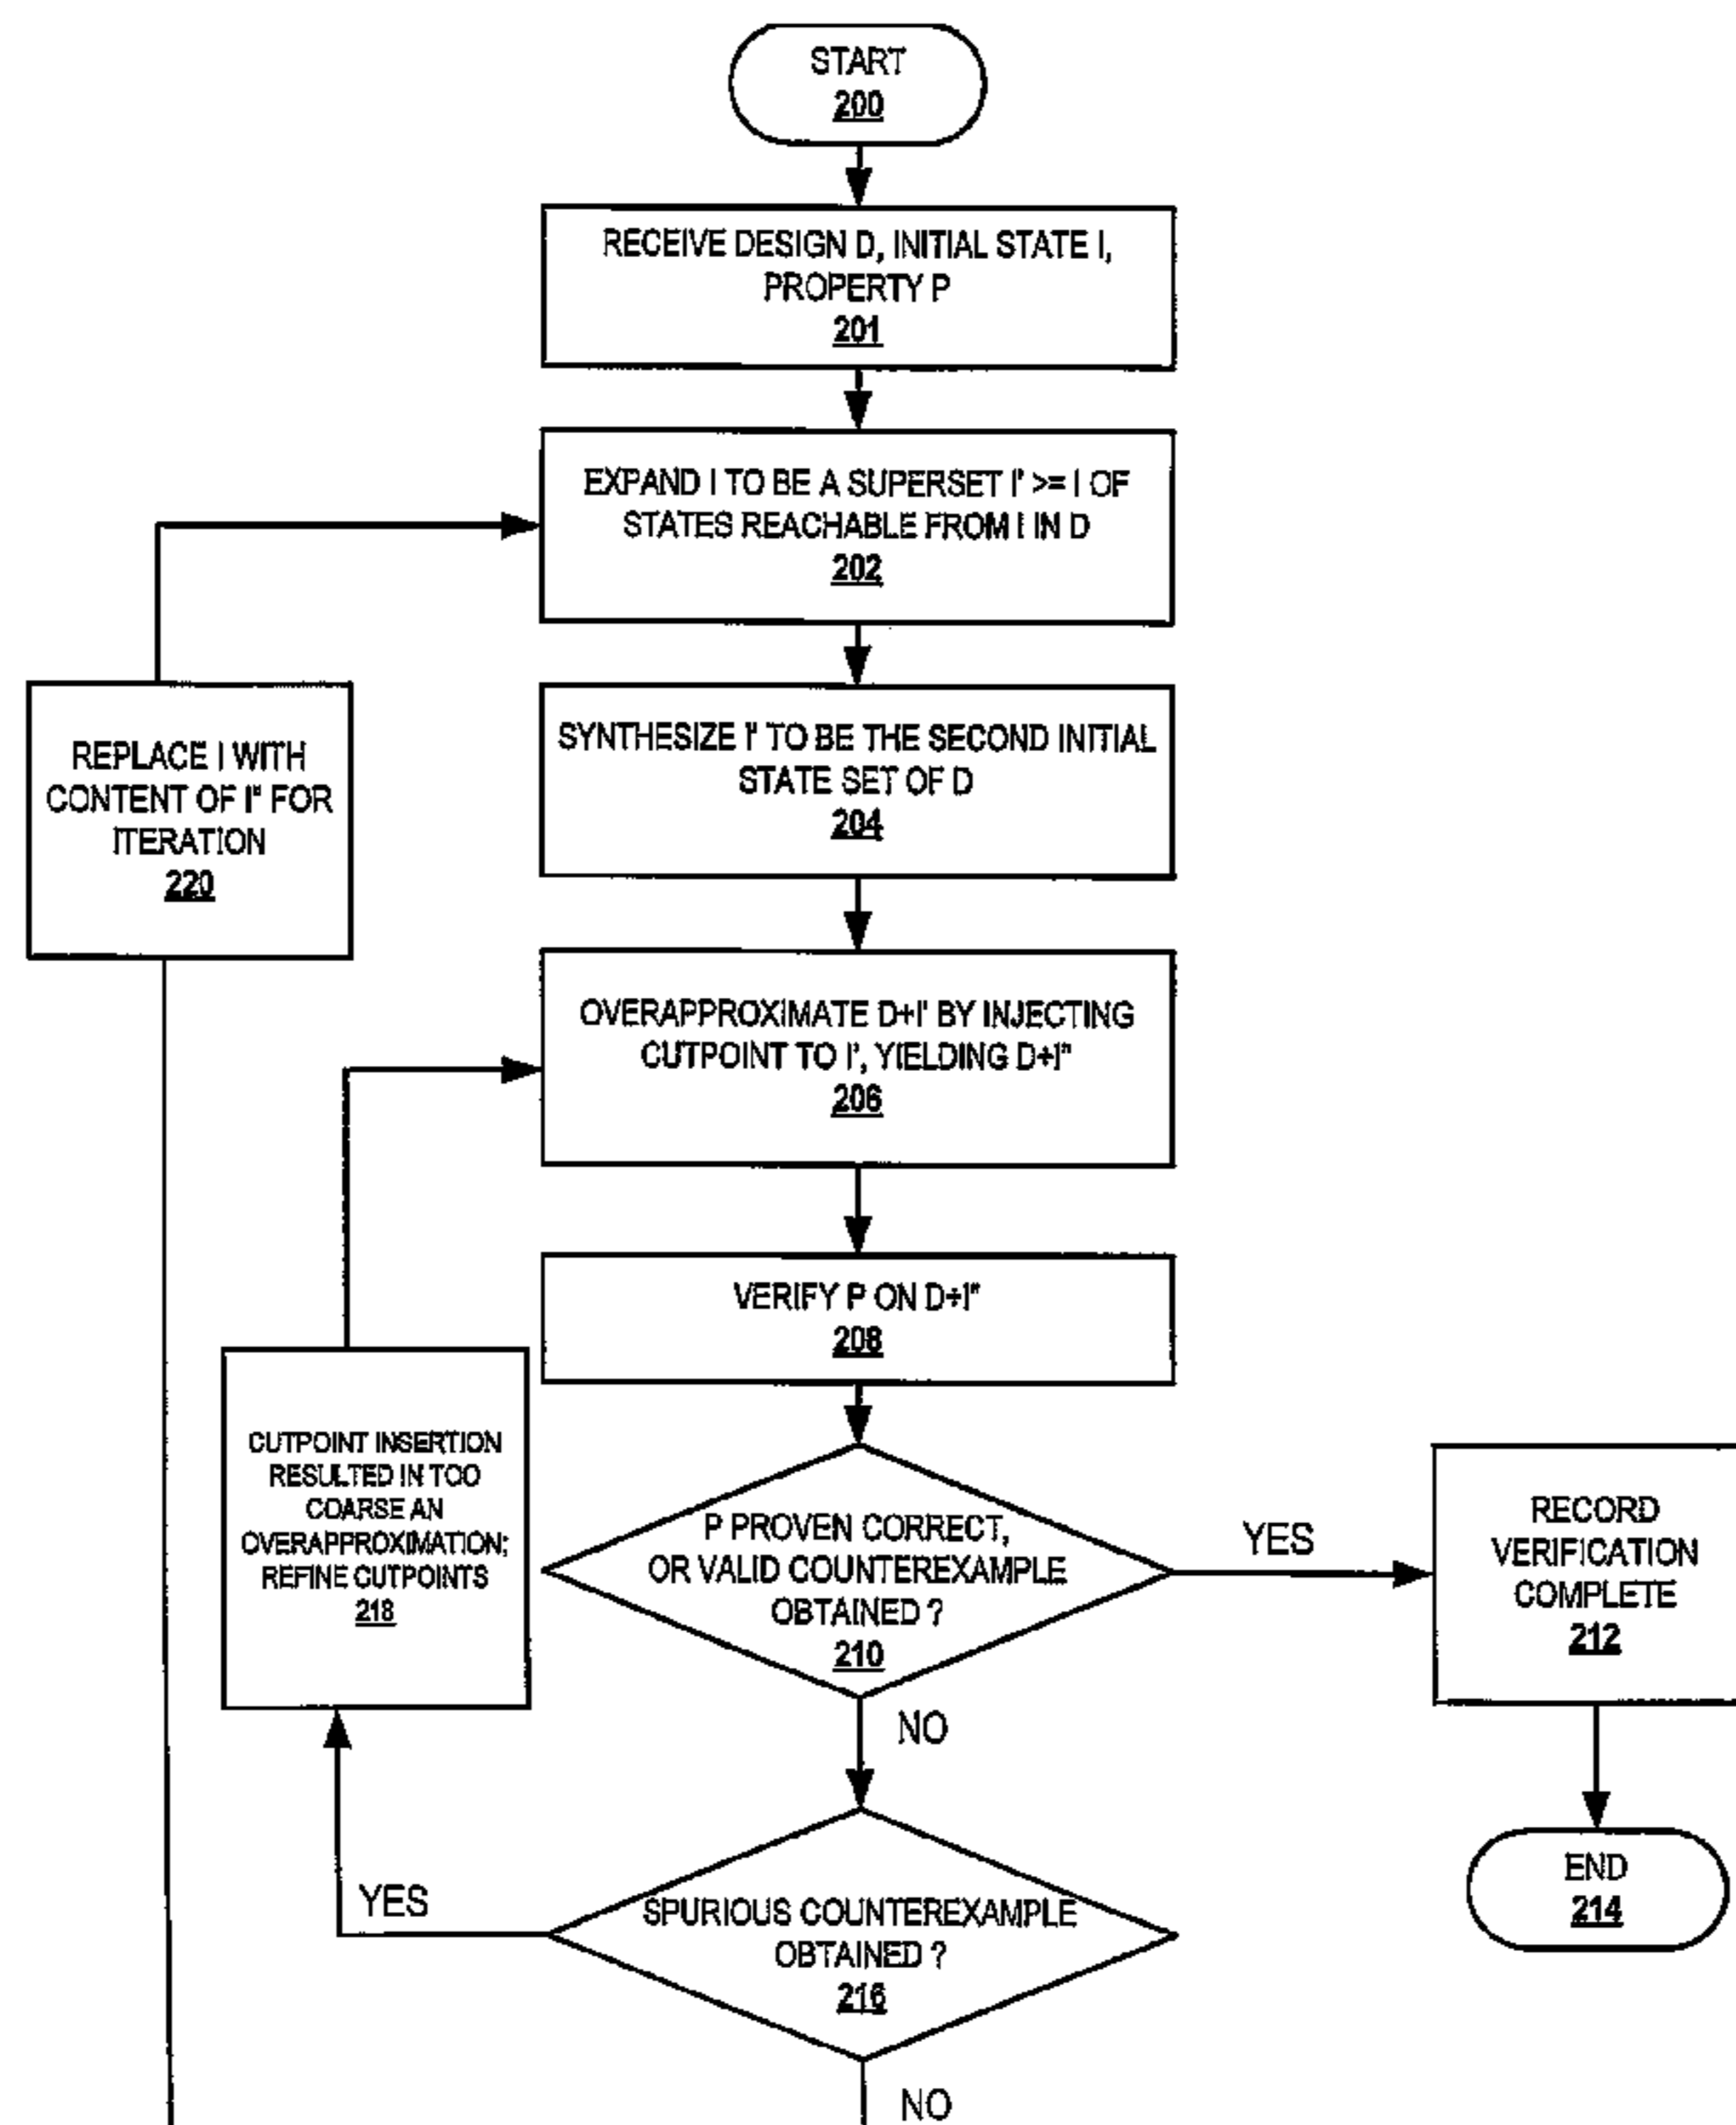 START
200
RECEIVE DESIGN D, INITIAL STATE I,
PROPERTY P
201
EXPAND I TO BE A SUPERSET I' >= I OF
STATES REACHABLE FROM I IN D
202
REPLACE I WITH
CONTENT OF I" FOR
ITERATION
220
SYNTHESIZE I' TO BE THE SECOND INITIAL
STATE SET OF D
204
OVERAPPROXIMATE D+I' BY INJECTING
CUTPOINT TO I', YIELDING D+I"
206
VERIFY P ON D+I"
208
CUTPOINT INSERTION
RESULTED IN TOO
COARSE AN
OVERAPPROXIMATION;
REFINE CUTPOINTS
218
P PROVEN CORRECT,
OR VALID COUNTEREXAMPLE
OBTAINED ?
210
YES
RECORD
VERIFICATION
COMPLETE
212
NO
END
214
YES
SPURIOUS COUNTEREXAMPLE
OBTAINED ?
216
NO